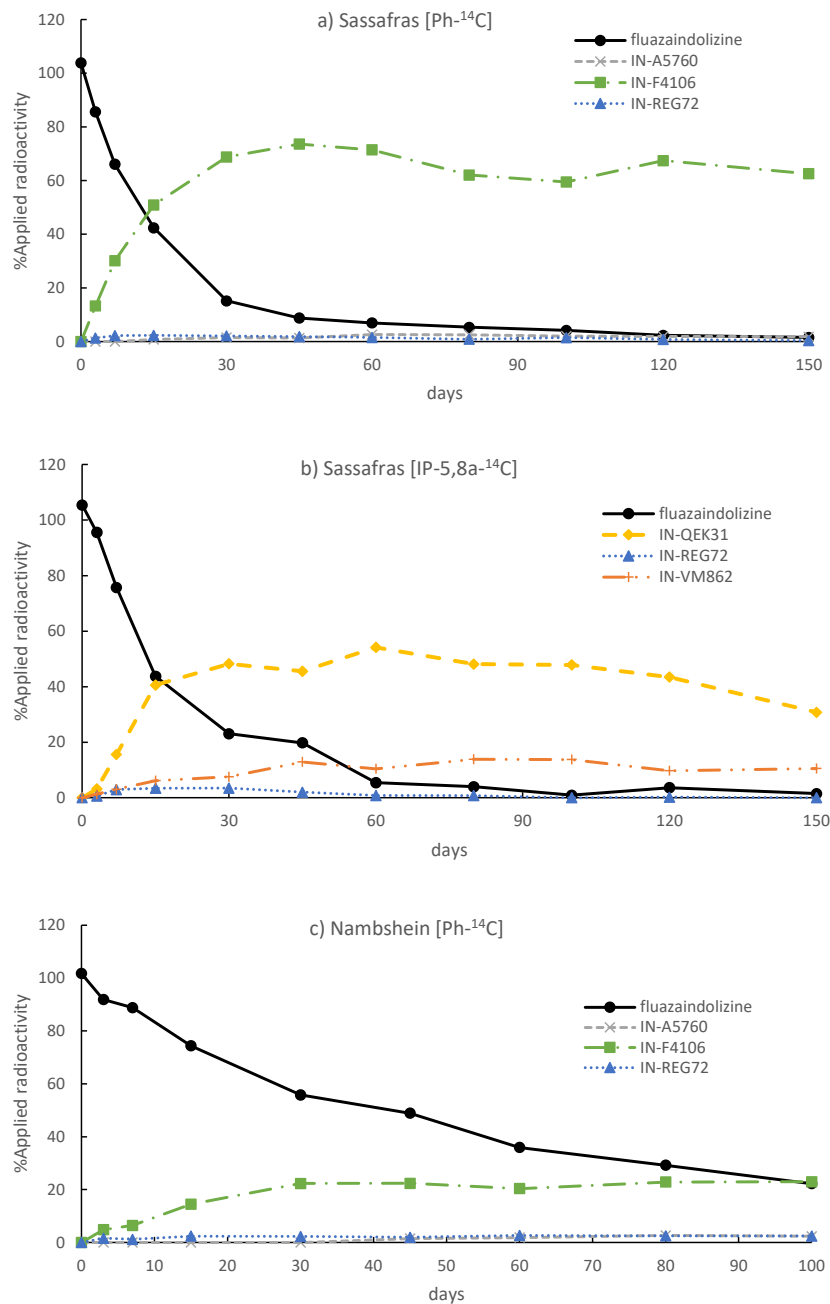 a) Sassafras [Ph-¹⁴C]
fluazaindolizine
IN-A5760
IN-F4106
IN-REG72
%Applied radioactivity
120
100
80
60
40
20
0
0 30 60 90 120 150
days
b) Sassafras [IP-5,8a-¹⁴C]
fluazaindolizine
IN-QEK31
IN-REG72
IN-VM862
%Applied radioactivity
120
100
80
60
40
20
0
0 30 60 90 120 150
days
c) Nambshein [Ph-¹⁴C]
fluazaindolizine
IN-A5760
IN-F4106
IN-REG72
%Applied radioactivity
120
100
80
60
40
20
0
0 10 20 30 40 50 60 70 80 90 100
days